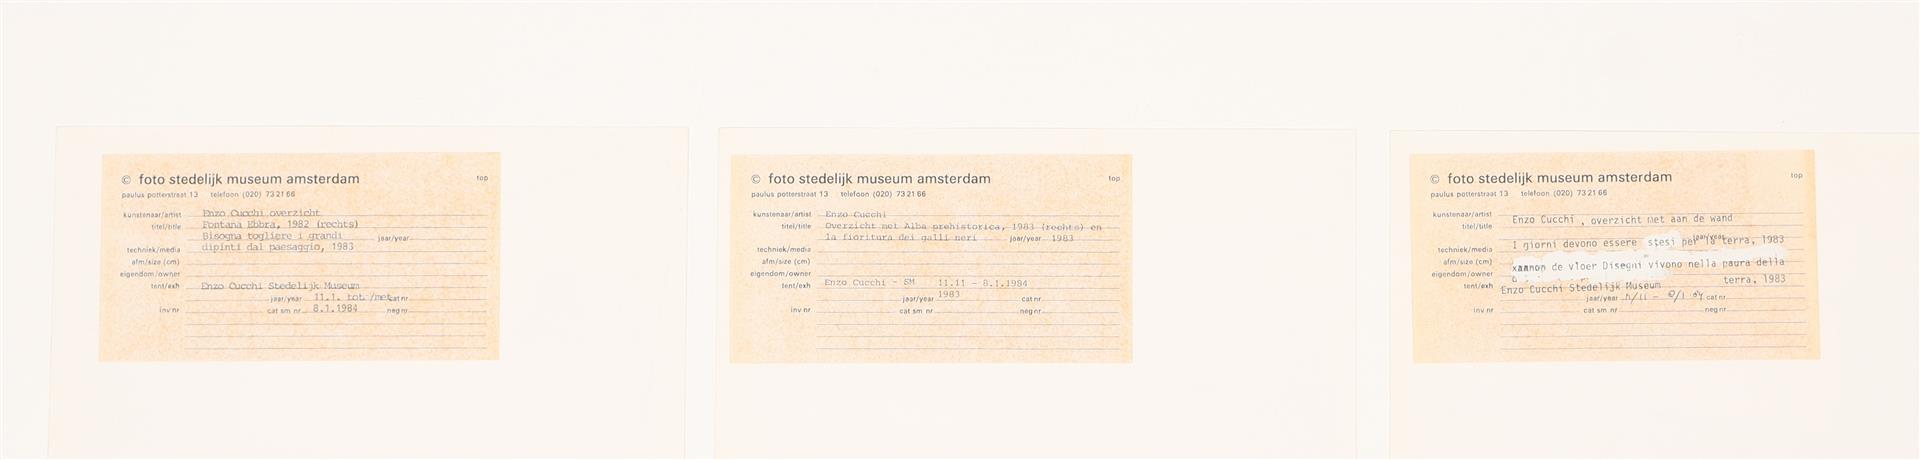 © foto stedelijk museum amsterdam top
paulus potterstraat 13 telefoon (020) 73 21 66
kunstenaar/artist Enzo Cucchi overzicht
titel/title Fontana Ebbra, 1982 (rechts)
Bisogna togliere i grandi jaar/year
techniek/media dipinti dal paesaggio, 1983
afm/size (cm)
eigendom/owner
tent/exh Enzo Cucchi Stedelijk Museum
jaar/year 11.1. tot /met cat nr
inv nr cat sm nr 8.1.1984 neg nr
© foto stedelijk museum amsterdam top
paulus potterstraat 13 telefoon (020) 73 21 66
kunstenaar/artist Enzo Cucchi
titel/title Overzicht met Alba prehistorica, 1983 (rechts) en
la fioritura dei galli neri jaar/year 1983
techniek/media
afm/size (cm)
eigendom/owner
tent/exh Enzo Cucchi - SM 11.11 - 8.1.1984
jaar/year 1983 cat nr
inv nr cat sm nr neg nr
© foto stedelijk museum amsterdam top
paulus potterstraat 13 telefoon (020) 73 21 66
kunstenaar/artist Enzo Cucchi , overzicht met aan de wand
titel/title
I giorni devono essere stesi per la terra, 1983 jaar/year
techniek/media
afm/size (cm) de vloer Disegni vivono nella paura della
eigendom/owner terra, 1983
tent/exh Enzo Cucchi Stedelijk Museum
jaar/year cat nr
inv nr cat sm nr neg nr